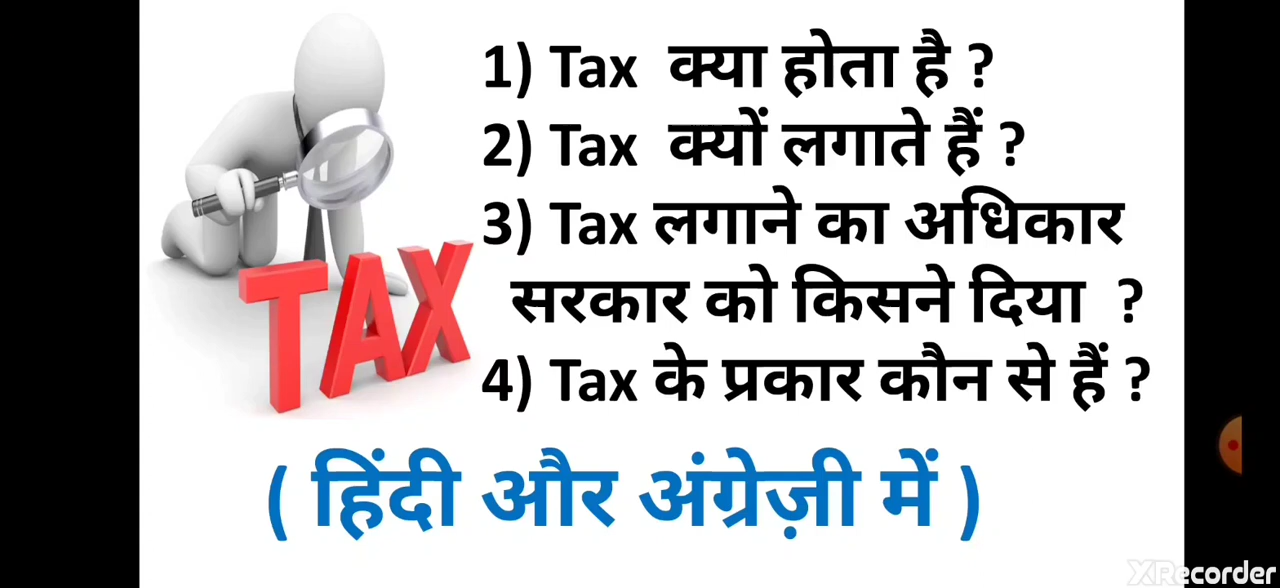 1) Tax क्या होता है ?
2) Tax क्यों लगाते हैं ?
3) Tax लगाने का अधिकार
सरकार को किसने दिया ?
4) Tax के प्रकार कौन से हैं ?
TAX
( हिंदी और अंग्रेज़ी में )
XRecorder